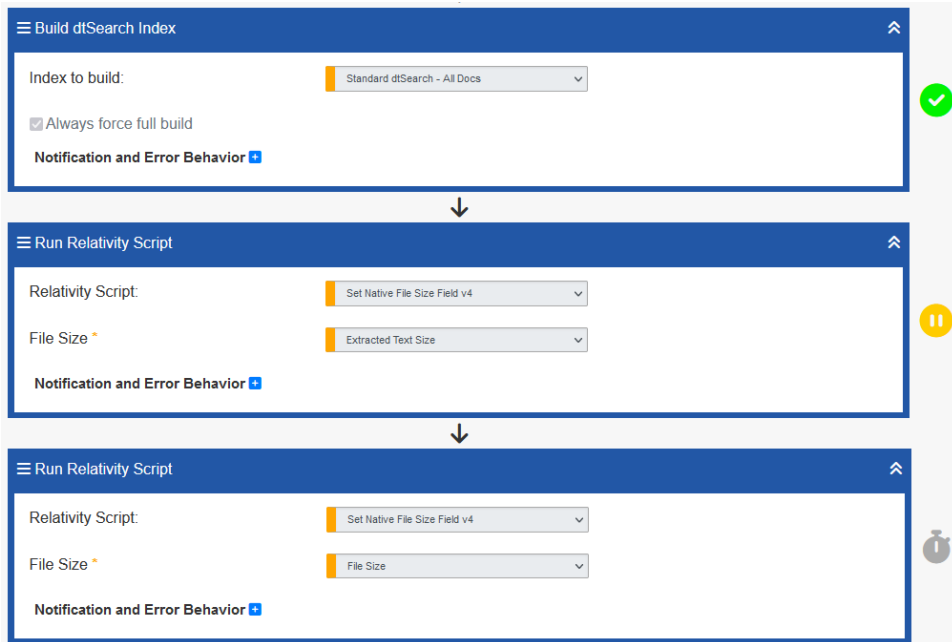 Build dtSearch Index
Index to build:
Standard dtSearch - All Docs
Always force full build
Notification and Error Behavior
Run Relativity Script
Relativity Script:
Set Native File Size Field v4
File Size *
Extracted Text Size
Notification and Error Behavior
Run Relativity Script
Relativity Script:
Set Native File Size Field v4
File Size *
File Size
Notification and Error Behavior